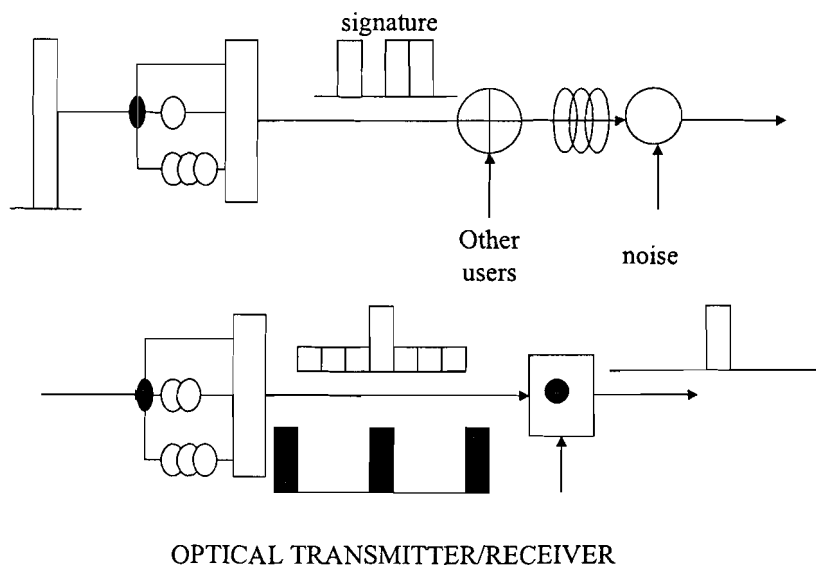 signature
Other
users
noise
OPTICAL TRANSMITTER/RECEIVER